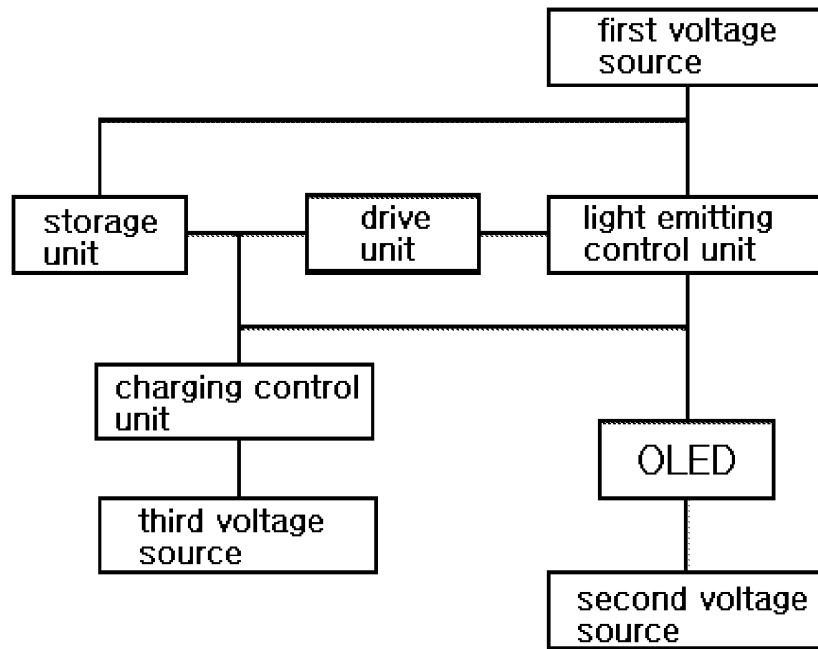 first voltage
source
storage
unit
drive
unit
light emitting
control unit
charging control
unit
OLED
third voltage
source
second voltage
source